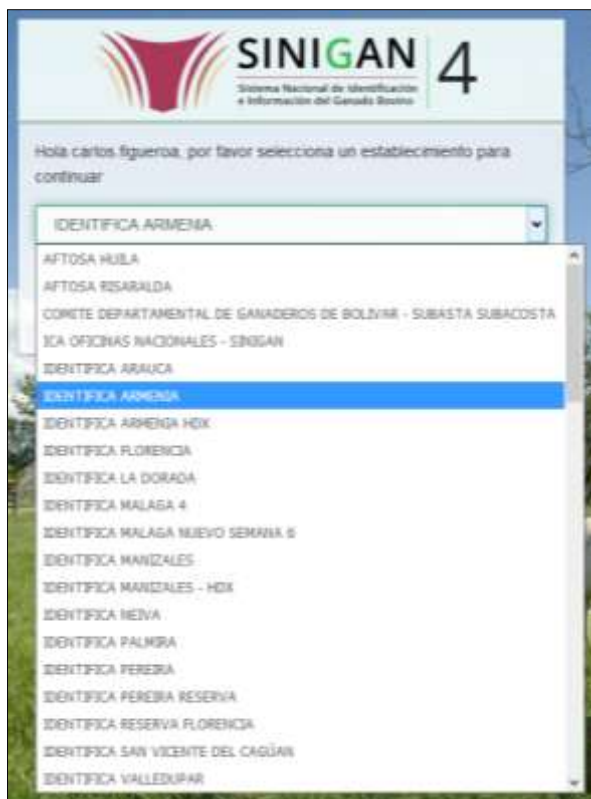 SINIGAN 4
Sistema Nacional de Identificación
e Información del Ganado Bovino
Hola carlos figueroa, por favor selecciona un establecimiento para
continuar
IDENTIFICA ARMENIA
AFTOSA HUILA
AFTOSA RISARALDA
COMITE DEPARTAMENTAL DE GANADEROS DE BOLIVAR - SUBASTA SUBACOSTA
ICA OFICINAS NACIONALES - SINIGAN
IDENTIFICA ARAUCA
IDENTIFICA ARMENIA
IDENTIFICA ARMENIA HDX
IDENTIFICA FLORENCIA
IDENTIFICA LA DORADA
IDENTIFICA MALAGA 4
IDENTIFICA MALAGA NUEVO SEMANA 6
IDENTIFICA MANIZALES
IDENTIFICA MANIZALES - HDX
IDENTIFICA NEIVA
IDENTIFICA PALMIRA
IDENTIFICA PEREIRA
IDENTIFICA PEREIRA RESERVA
IDENTIFICA RESERVA FLORENCIA
IDENTIFICA SAN VICENTE DEL CAGÚAN
IDENTIFICA VALLEDUPAR